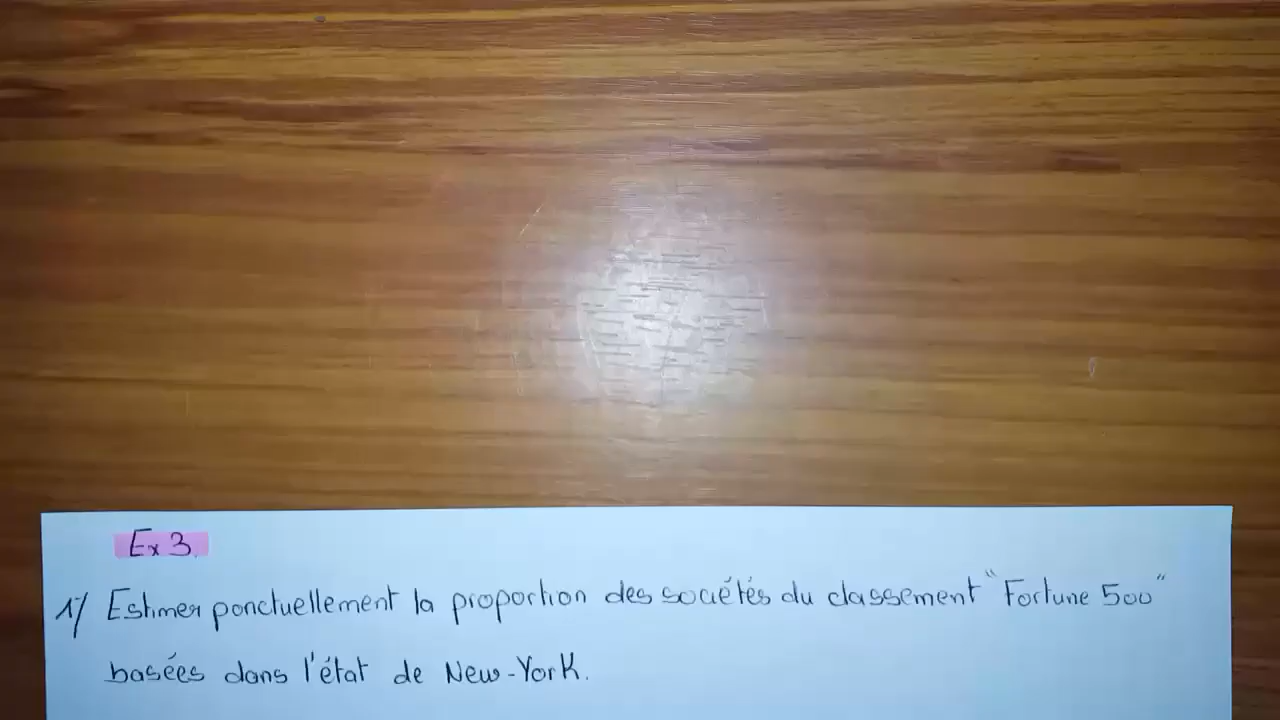 Ex 3.
1°/ Estimer ponctuellement la proportion des sociétés du classement "Fortune 500"
basées dans l'état de New-York.